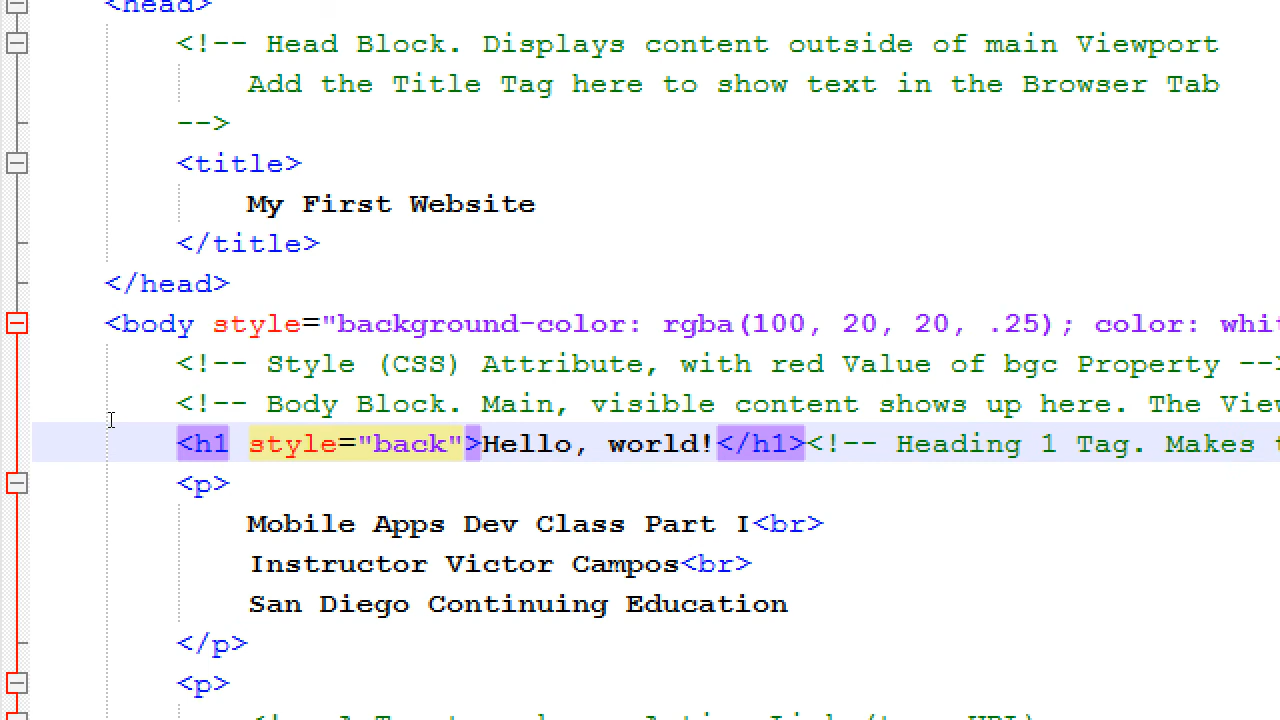 <head>
<!-- Head Block. Displays content outside of main Viewport
Add the Title Tag here to show text in the Browser Tab
-->
<title>
My First Website
</title>
</head>
<body style="background-color: rgba(100, 20, 20, .25); color:
<!-- Style (CSS) Attribute, with red Value of bgc Property --
<!-- Body Block. Main, visible content shows up here. The
<h1 style="back">Hello, world!</h1><!-- Heading 1 Tag. Makes
<p>
Mobile Apps Dev Class Part I<br>
Instructor Victor Campos<br>
San Diego Continuing Education
</p>
<p>